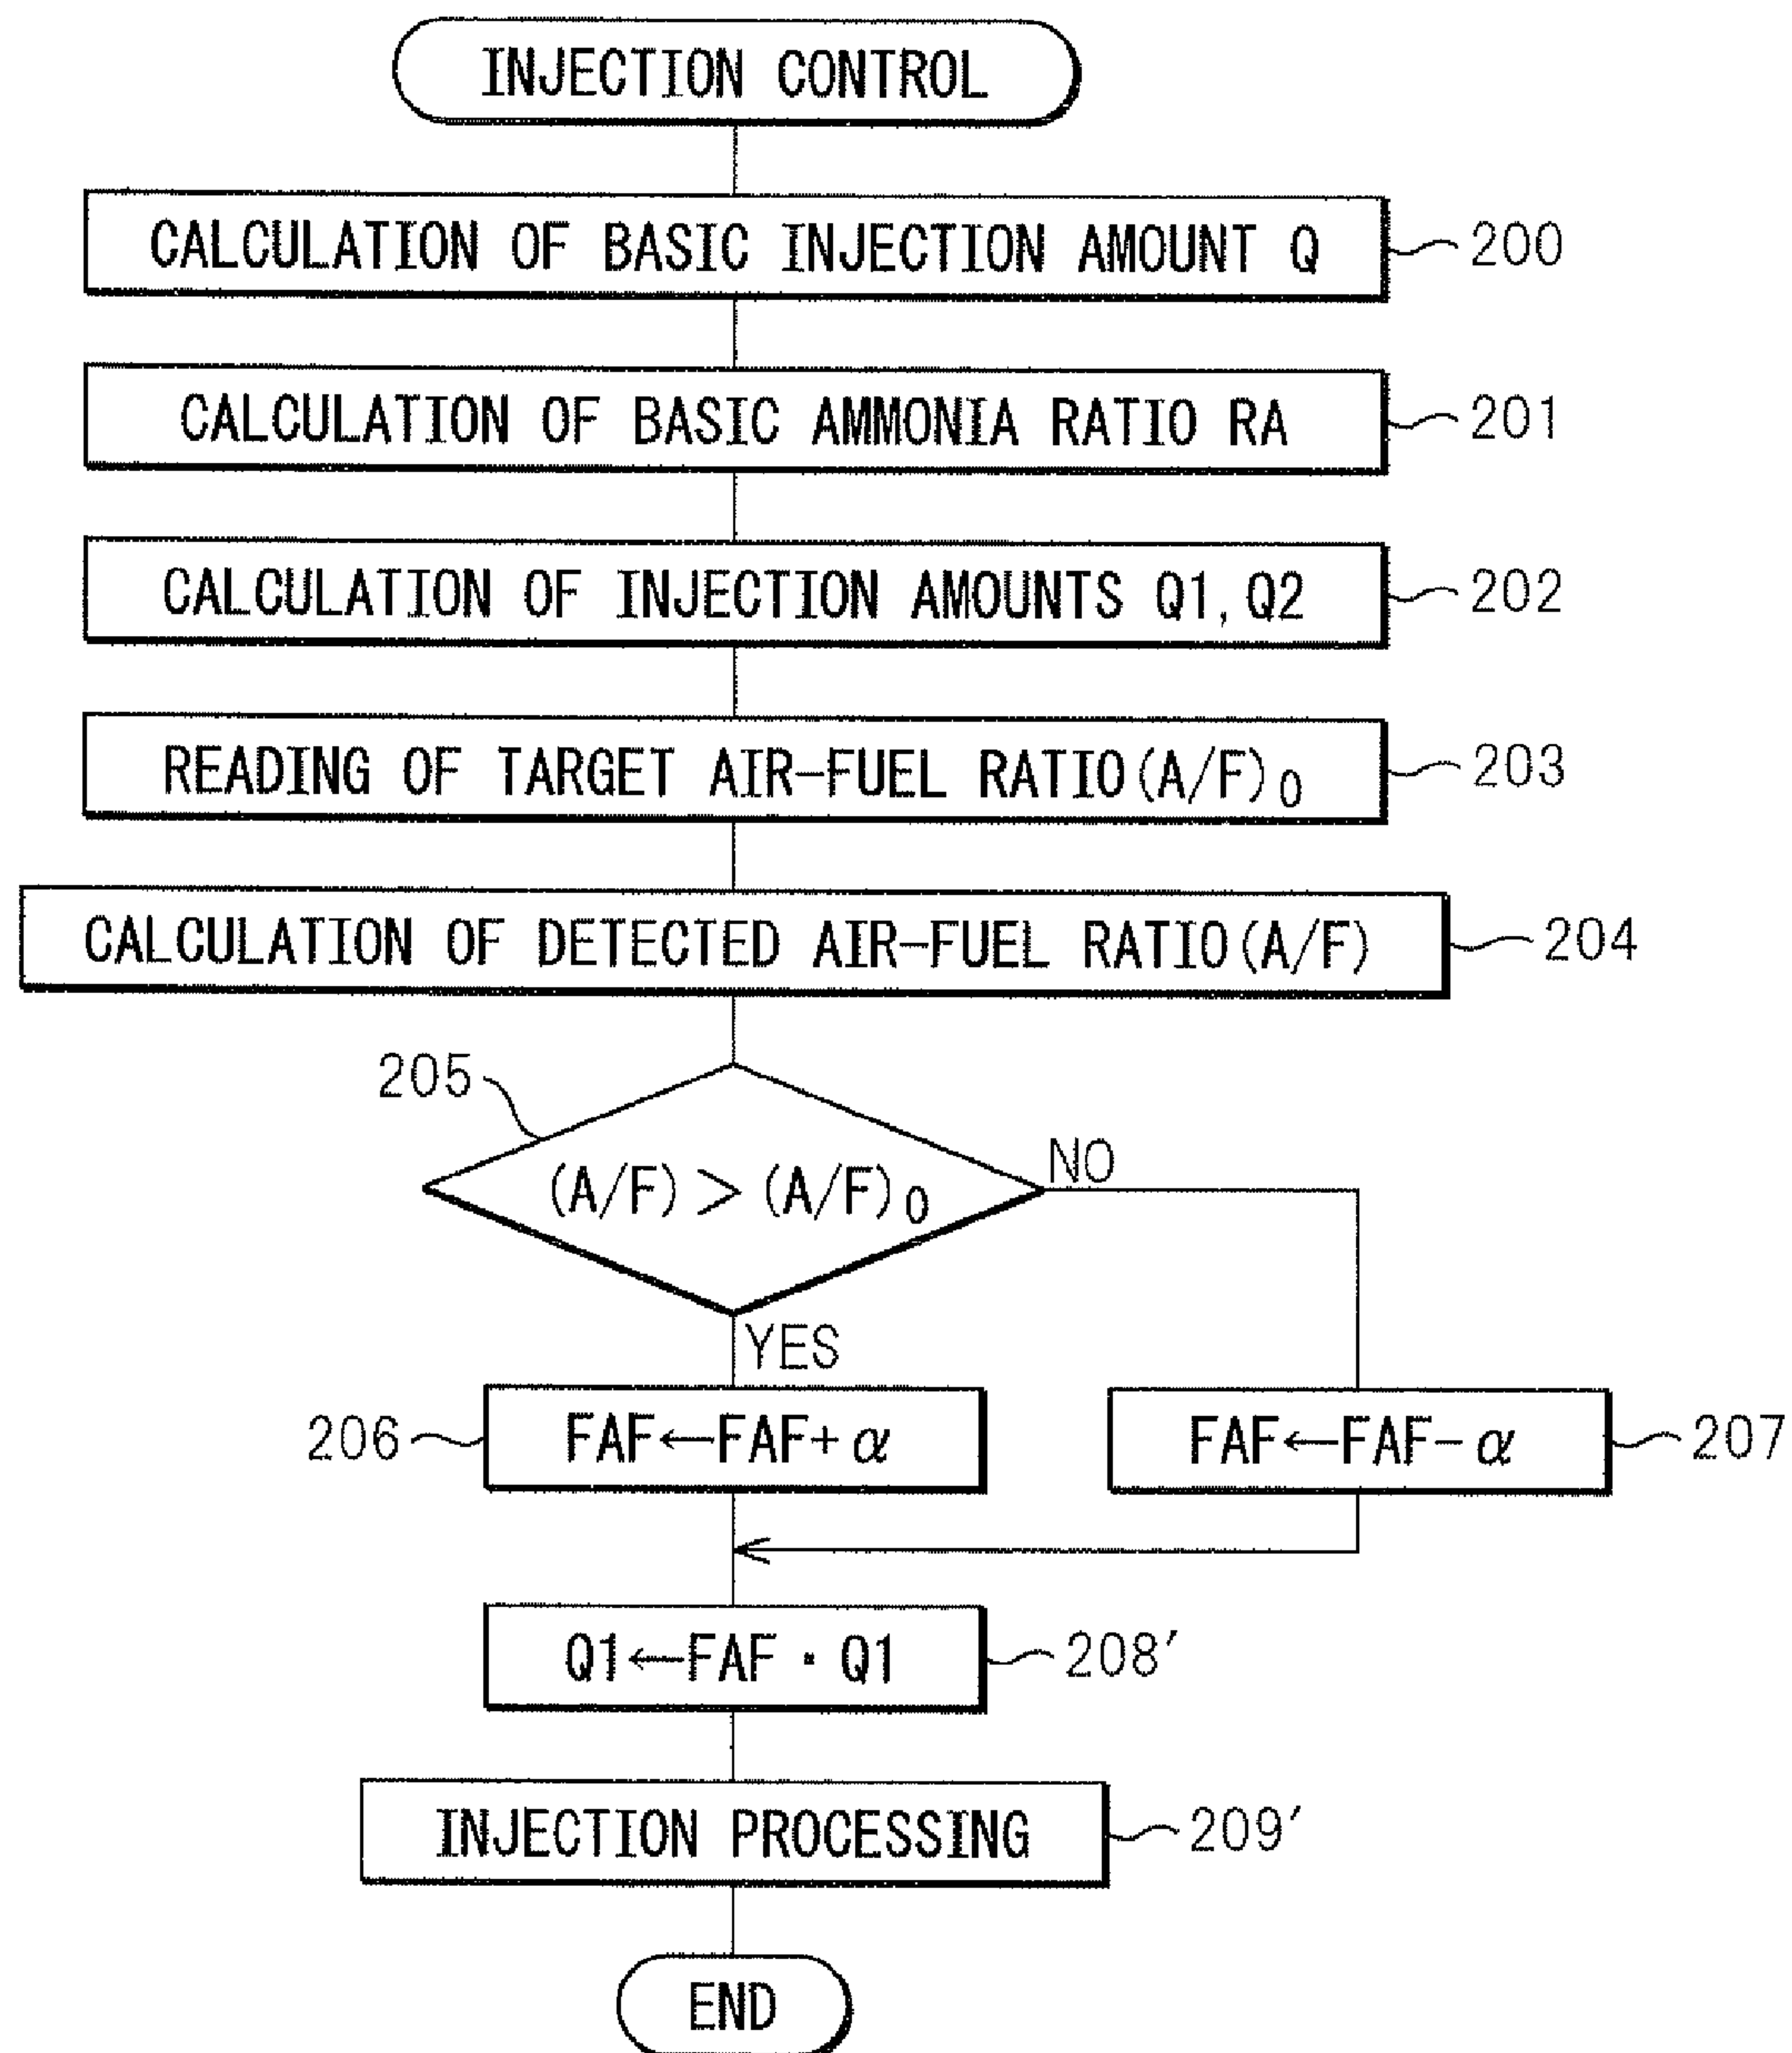 INJECTION CONTROL
CALCULATION OF BASIC INJECTION AMOUNT Q
200
CALCULATION OF BASIC AMMONIA RATIO RA
201
CALCULATION OF INJECTION AMOUNTS Q1, Q2
202
READING OF TARGET AIR-FUEL RATIO(A/F)₀
203
CALCULATION OF DETECTED AIR-FUEL RATIO(A/F)
204
205
(A/F) > (A/F)₀
NO
YES
206
FAF←FAF+α
FAF←FAF-α
207
Q1←FAF・Q1
208'
INJECTION PROCESSING
209'
END